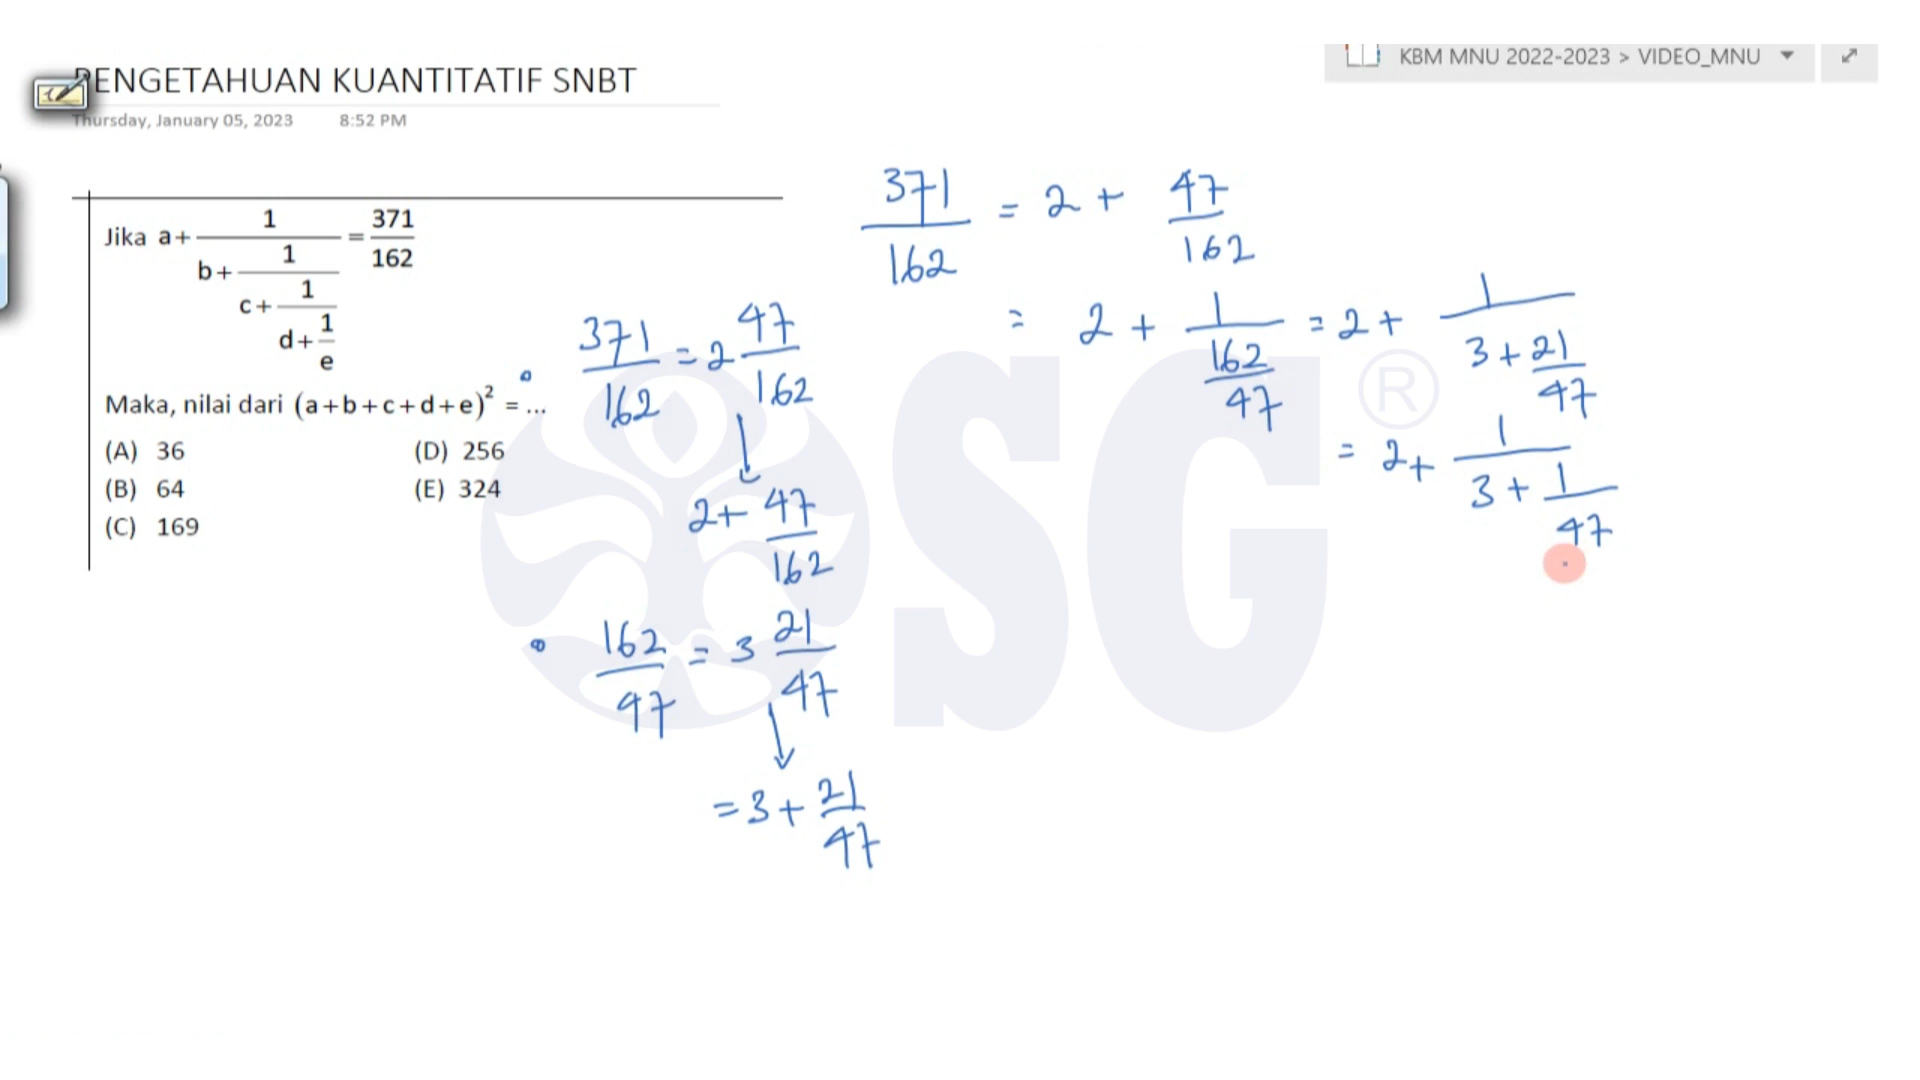 PENGETAHUAN KUANTITATIF SNBT
Thursday, January 05, 2023 8:52 PM
KBM MNU 2022-2023 > VIDEO_MNU
Jika a + 1/(b + 1/(c + 1/(d + 1/e))) = 371/162
Maka, nilai dari (a+b+c+d+e)² = ...
(A) 36
(B) 64
(C) 169
(D) 256
(E) 324
371/162 = 2 47/162
2 + 47/162
162/47 = 3 21/47
= 3 + 21/47
371/162 = 2 + 47/162
= 2 + 1/(162/47) = 2 + 1/(3 + 21/47)
= 2 + 1/(3 + 1/47)
SG®